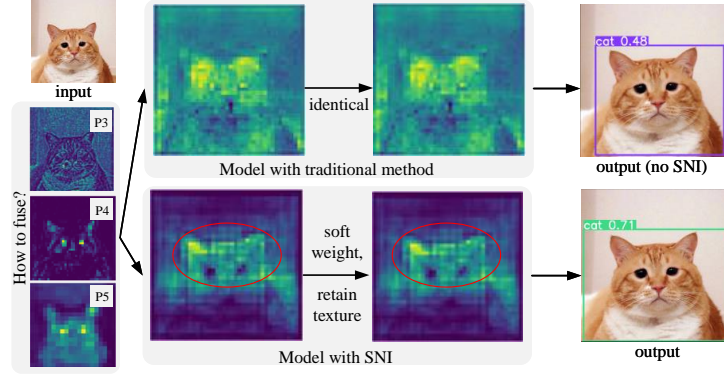 input
How to fuse?
P3
P4
P5
identical
Model with traditional method
soft
weight,
retain
texture
Model with SNI
cat 0.48
output (no SNI)
cat 0.71
output